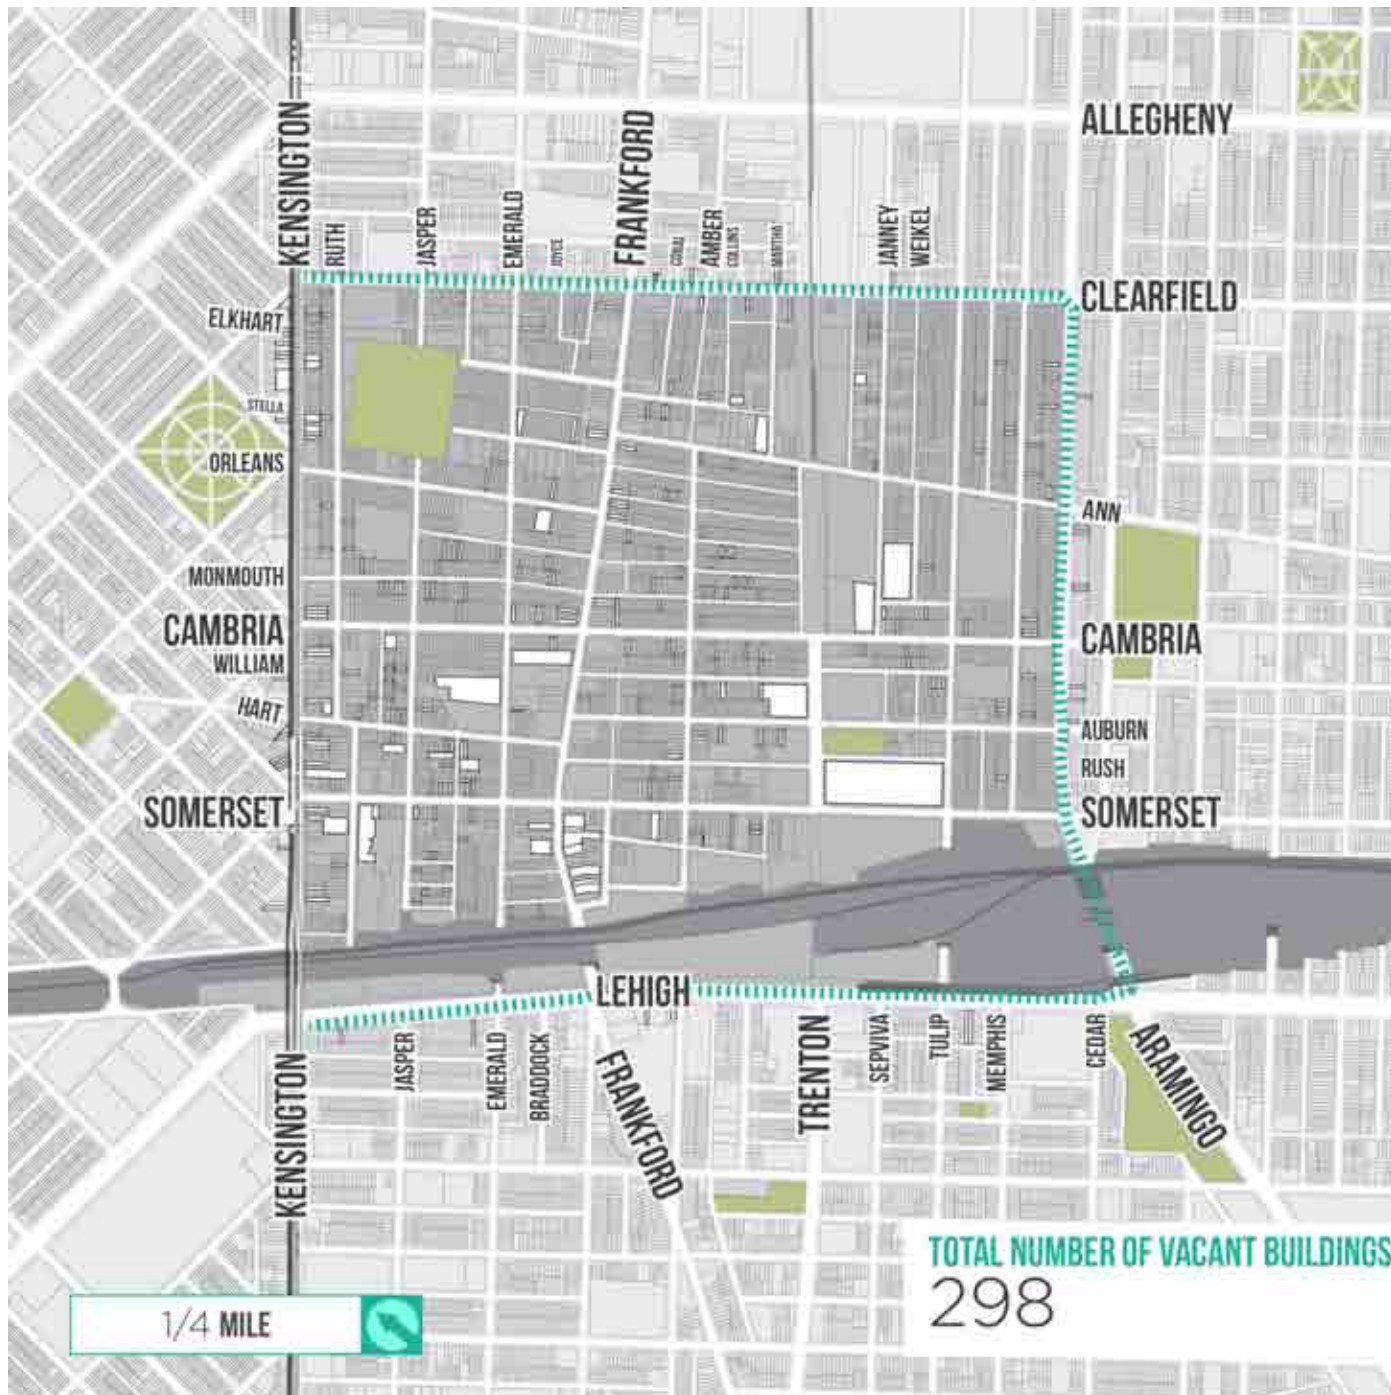 ALLEGHENY
KENSINGTON
RUTH
JASPER
EMERALD
JOYCE
FRANKFORD
CORAL
AMBER
COLLINS
MARTHA
JANNEY
WEIKEL
CLEARFIELD
ELKHART
STELLA
ORLEANS
ANN
MONMOUTH
CAMBRIA
CAMBRIA
WILLIAM
HART
AUBURN
RUSH
SOMERSET
SOMERSET
LEHIGH
KENSINGTON
JASPER
EMERALD
BRADDOCK
FRANKFORD
TRENTON
SEPVIVA
TULIP
MEMPHIS
CEDAR
ARAMINGO
TOTAL NUMBER OF VACANT BUILDINGS
298
1/4 MILE